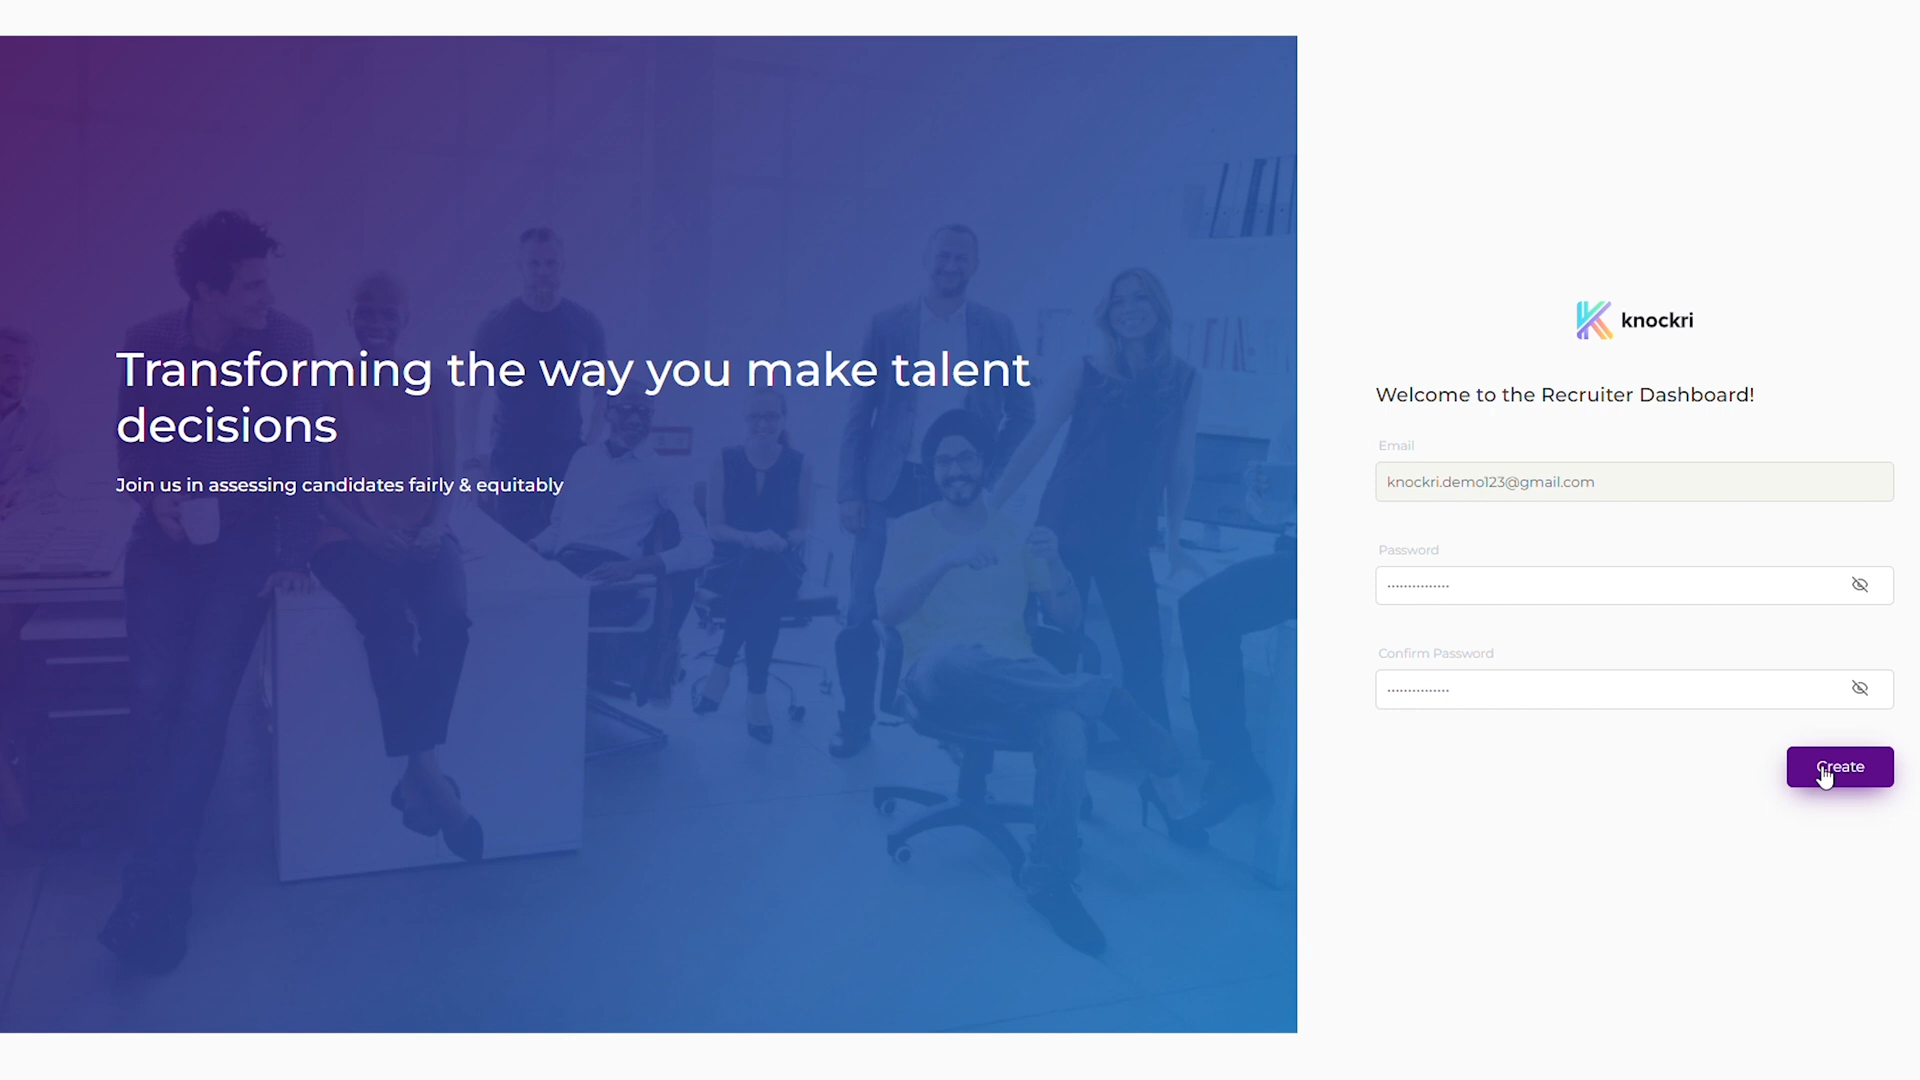 Transforming the way you make talent
decisions
Join us in assessing candidates fairly & equitably
knockri
Welcome to the Recruiter Dashboard!
Email
knockri.demo123@gmail.com
Password
Confirm Password
Create